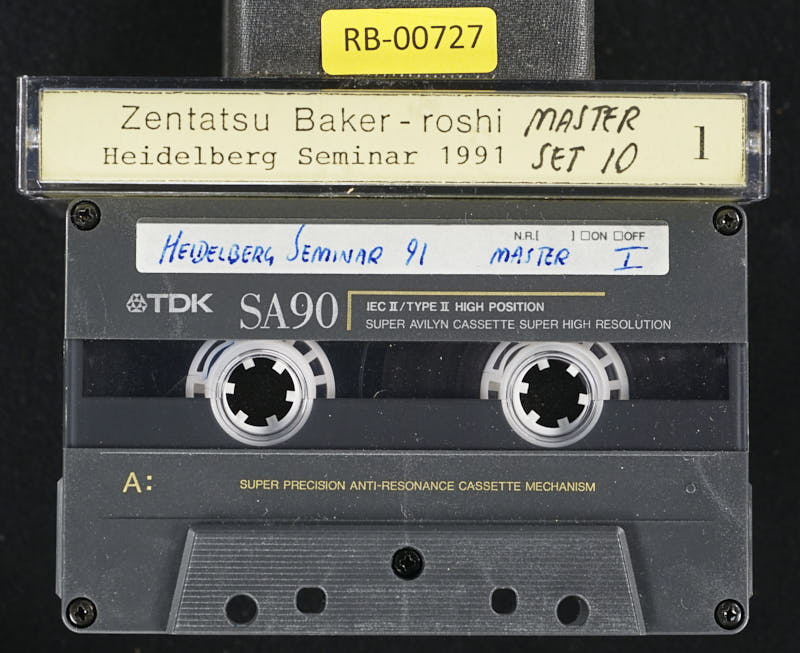 RB-00727
Zentatsu Baker-roshi MASTER
Heidelberg Seminar 1991 SET 10
1
N.R.[ ] □ON □OFF
HEIDELBERG SEMINAR 91 MASTER I
TDK SA90
IEC II/TYPE II HIGH POSITION
SUPER AVILYN CASSETTE SUPER HIGH RESOLUTION
A:
SUPER PRECISION ANTI-RESONANCE CASSETTE MECHANISM